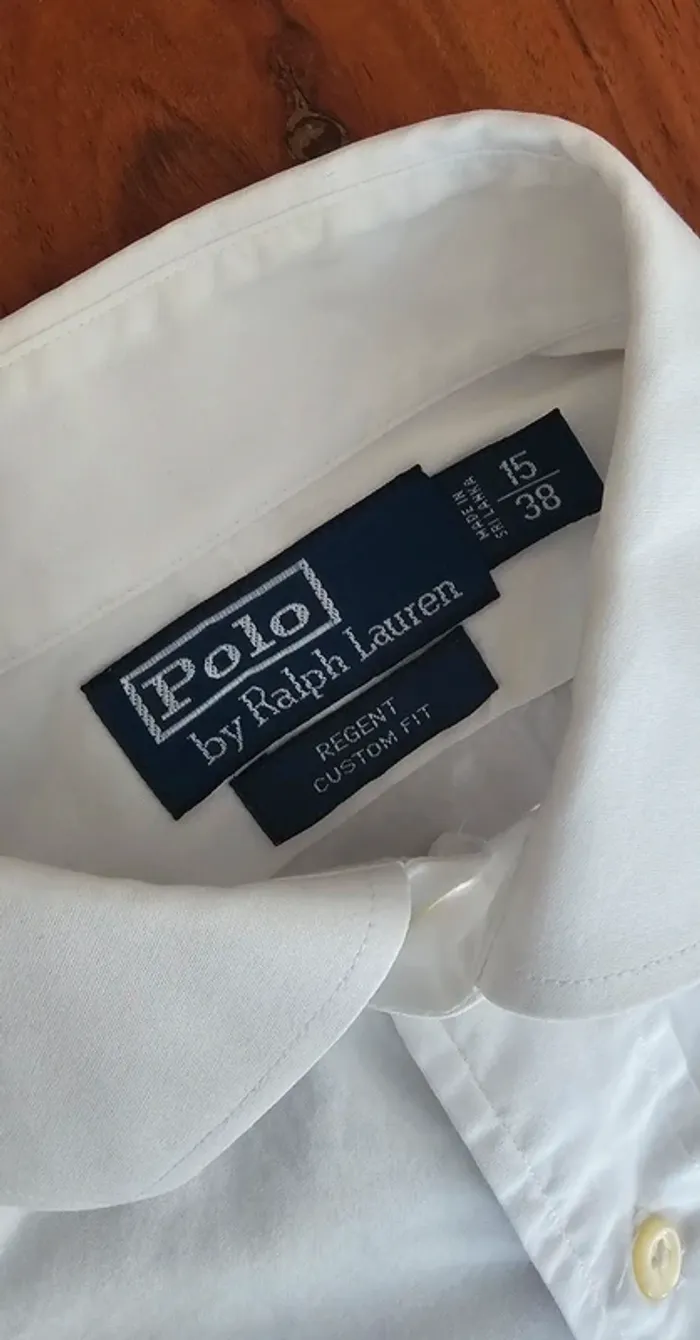 Polo
by Ralph Lauren
MADE IN
SRI LANKA
15
38
REGENT
CUSTOM FIT